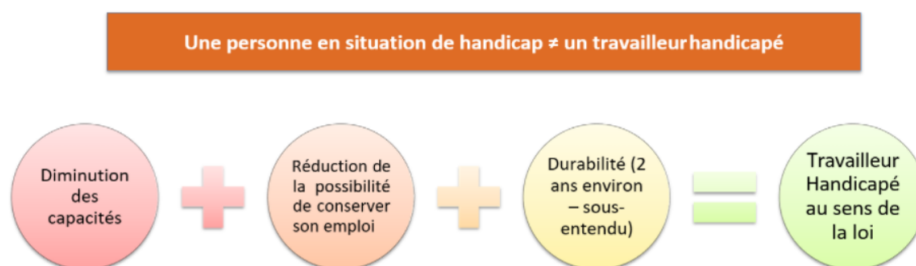 Une personne en situation de handicap ≠ un travailleurhandicapé
Diminution
des
capacités
Réduction de
la possibilité
de conserver
son emploi
Durabilité (2
ans environ
– sous-
entendu)
Travailleur
Handicapé
au sens de
la loi